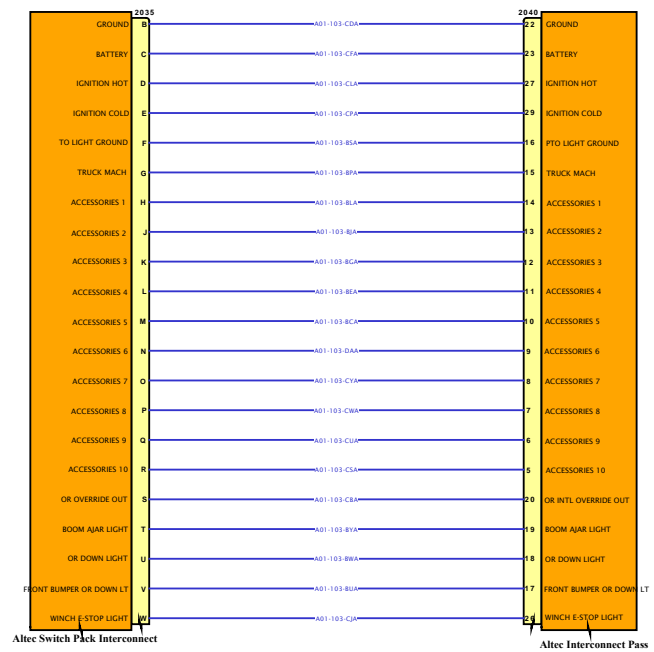 2035 2040
GROUND B A01-103-CDA 22 GROUND
BATTERY C A01-103-CFA 23 BATTERY
IGNITION HOT D A01-103-CLA 27 IGNITION HOT
IGNITION COLD E A01-103-CPA 29 IGNITION COLD
TO LIGHT GROUND F A01-103-BSA 16 PTO LIGHT GROUND
TRUCK MACH G A01-103-BPA 15 TRUCK MACH
ACCESSORIES 1 H A01-103-BLA 14 ACCESSORIES 1
ACCESSORIES 2 J A01-103-BJA 13 ACCESSORIES 2
ACCESSORIES 3 K A01-103-BGA 12 ACCESSORIES 3
ACCESSORIES 4 L A01-103-BEA 11 ACCESSORIES 4
ACCESSORIES 5 M A01-103-BCA 10 ACCESSORIES 5
ACCESSORIES 6 N A01-103-DAA 9 ACCESSORIES 6
ACCESSORIES 7 O A01-103-CYA 8 ACCESSORIES 7
ACCESSORIES 8 P A01-103-CWA 7 ACCESSORIES 8
ACCESSORIES 9 Q A01-103-CUA 6 ACCESSORIES 9
ACCESSORIES 10 R A01-103-CSA 5 ACCESSORIES 10
OR OVERRIDE OUT S A01-103-CBA 20 OR INTL OVERRIDE OUT
BOOM AJAR LIGHT T A01-103-BYA 19 BOOM AJAR LIGHT
OR DOWN LIGHT U A01-103-BWA 18 OR DOWN LIGHT
FRONT BUMPER OR DOWN LT V A01-103-BUA 17 FRONT BUMPER OR DOWN LT
WINCH E-STOP LIGHT W A01-103-CJA 26 WINCH E-STOP LIGHT
Altec Switch Pack Interconnect Altec Interconnect Pass